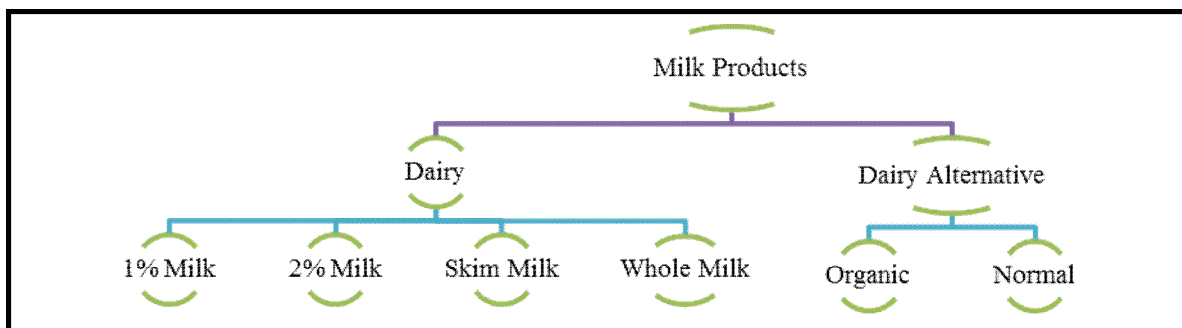 Milk Products
Dairy
Dairy Alternative
1% Milk
2% Milk
Skim Milk
Whole Milk
Organic
Normal